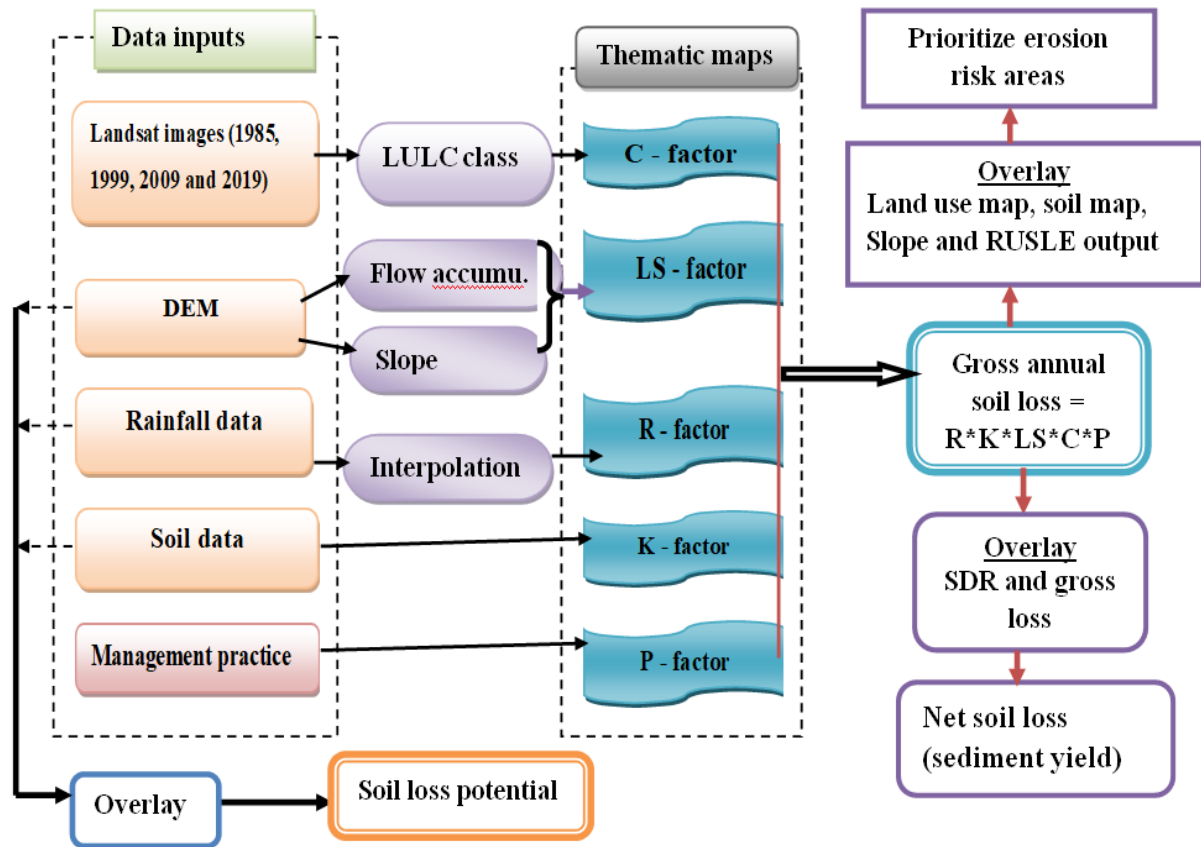 Data inputs
Landsat images (1985,
1999, 2009 and 2019)
DEM
Rainfall data
Soil data
Management practice
LULC class
Flow accumu.
Slope
Interpolation
Thematic maps
C - factor
LS - factor
R - factor
K - factor
P - factor
Prioritize erosion
risk areas
Overlay
Land use map, soil map,
Slope and RUSLE output
Gross annual
soil loss =
R*K*LS*C*P
Overlay
SDR and gross
loss
Net soil loss
(sediment yield)
Overlay
Soil loss potential